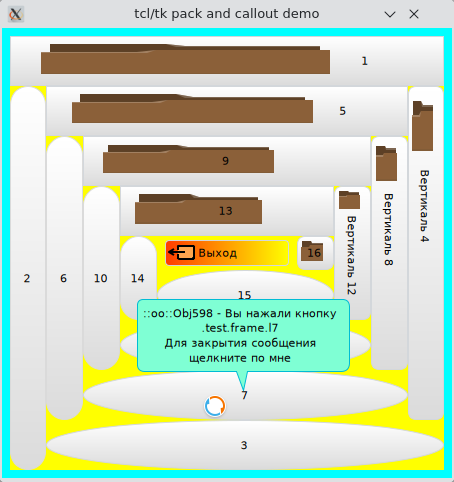 tcl/tk pack and callout demo
1
5
9
13
Вертикаль 4
Вертикаль 8
Вертикаль 12
2
6
10
14
Выход
16
15
::oo::Obj598 - Вы нажали кнопку
.test.frame.l7
Для закрытия сообщения
щелкните по мне
7
3